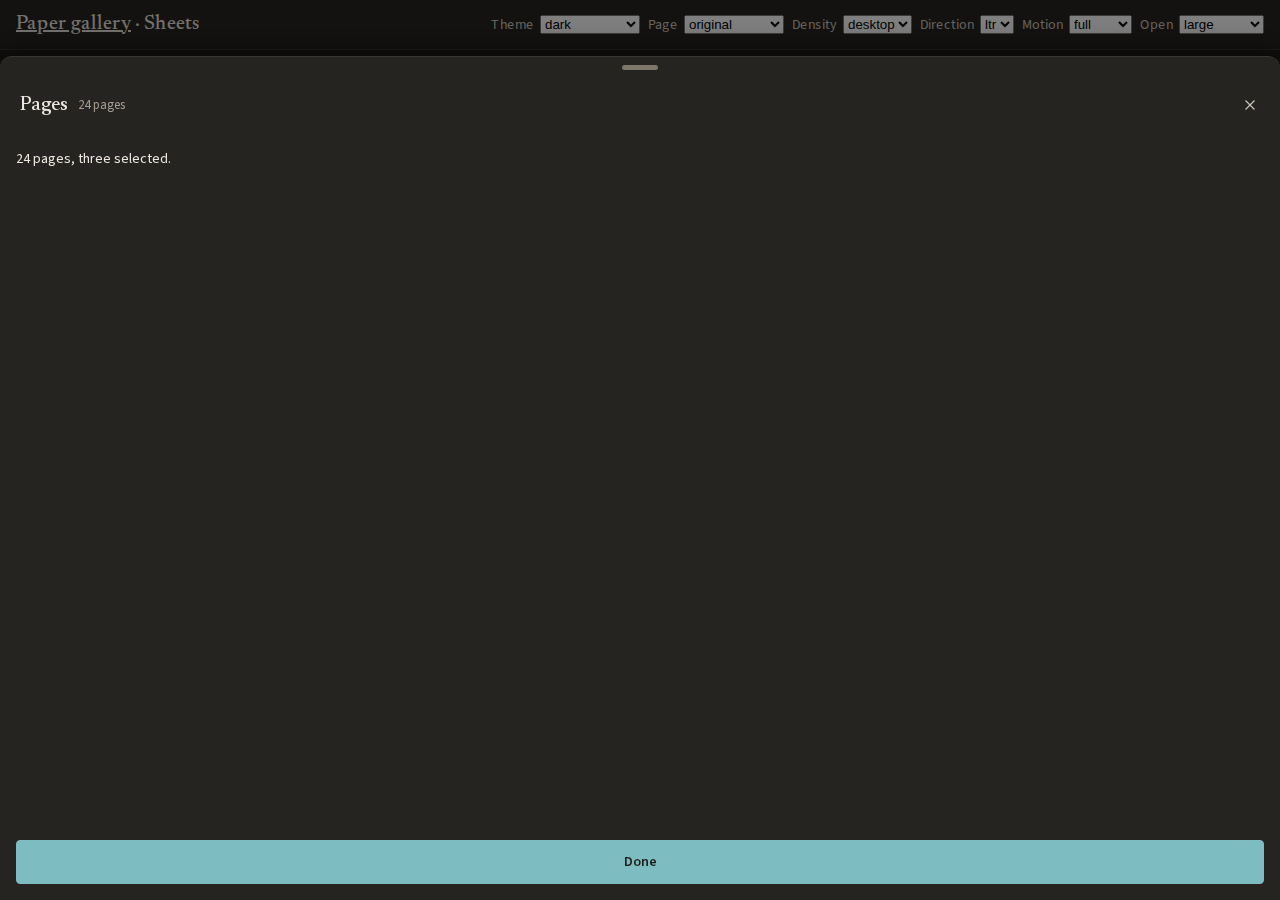 Paper gallery · Sheets Theme dark Page original Density desktop Direction ltr Motion full Open large
Pages 24 pages
24 pages, three selected.
Done